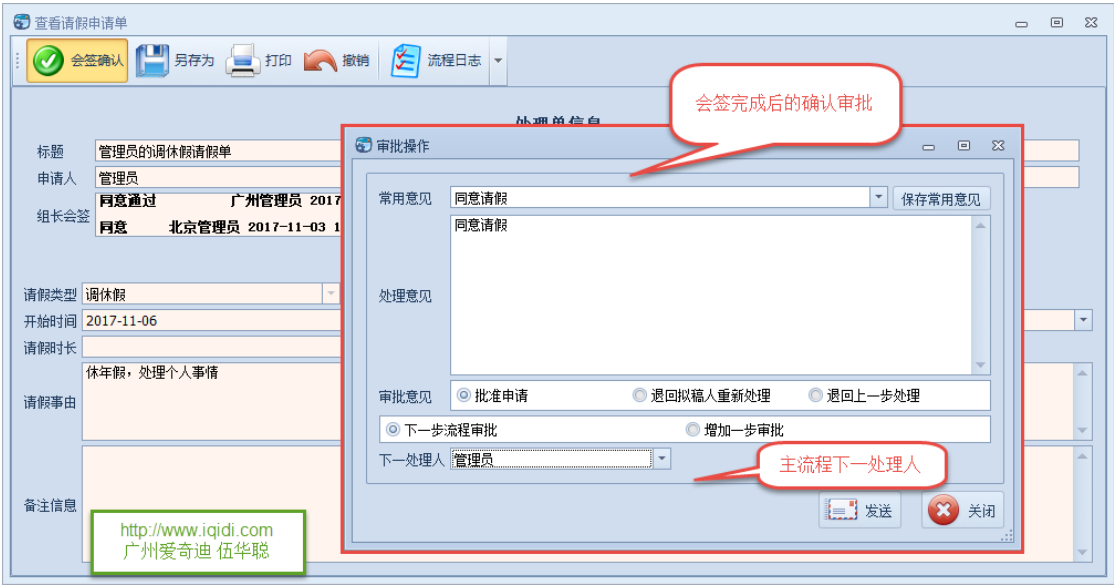 查看请假申请单
会签确认 另存为 打印 撤销 流程日志
会签完成后的确认审批
处理单信息
标题 管理员的调休假请假单
申请人 管理员
组长会签 同意通过 广州管理员 2017
同意 北京管理员 2017-11-03 1
请假类型 调休假
开始时间 2017-11-06
请假时长
请假事由 休年假，处理个人事情
备注信息
审批操作
常用意见 同意请假 保存常用意见
处理意见 同意请假
审批意见 批准申请 退回拟稿人重新处理 退回上一步处理
下一步流程审批 增加一步审批
下一处理人 管理员
主流程下一处理人
发送 关闭
http://www.iqidi.com
广州爱奇迪 伍华聪